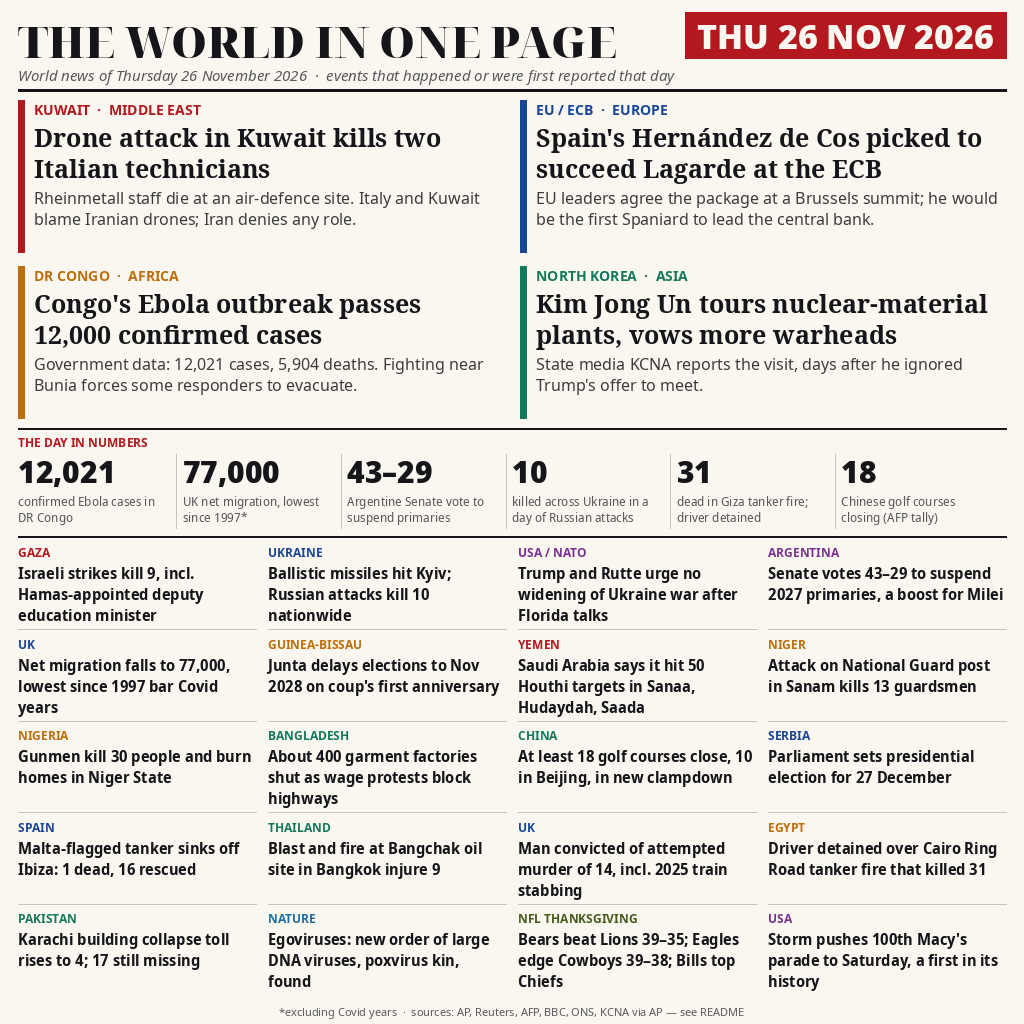 THE WORLD IN ONE PAGE
THU 26 NOV 2026
World news of Thursday 26 November 2026 · events that happened or were first reported that day
KUWAIT · MIDDLE EAST
Drone attack in Kuwait kills two
Italian technicians
Rheinmetall staff die at an air-defence site. Italy and Kuwait
blame Iranian drones; Iran denies any role.
EU / ECB · EUROPE
Spain's Hernández de Cos picked to
succeed Lagarde at the ECB
EU leaders agree the package at a Brussels summit; he would
be the first Spaniard to lead the central bank.
DR CONGO · AFRICA
Congo's Ebola outbreak passes
12,000 confirmed cases
Government data: 12,021 cases, 5,904 deaths. Fighting near
Bunia forces some responders to evacuate.
NORTH KOREA · ASIA
Kim Jong Un tours nuclear-material
plants, vows more warheads
State media KCNA reports the visit, days after he ignored
Trump's offer to meet.
THE DAY IN NUMBERS
12,021
confirmed Ebola cases in
DR Congo
77,000
UK net migration, lowest
since 1997*
43–29
Argentine Senate vote to
suspend primaries
10
killed across Ukraine in a
day of Russian attacks
31
dead in Giza tanker fire;
driver detained
18
Chinese golf courses
closing (AFP tally)
GAZA
Israeli strikes kill 9, incl.
Hamas-appointed deputy
education minister
UKRAINE
Ballistic missiles hit Kyiv;
Russian attacks kill 10
nationwide
USA / NATO
Trump and Rutte urge no
widening of Ukraine war after
Florida talks
ARGENTINA
Senate votes 43–29 to suspend
2027 primaries, a boost for Milei
UK
Net migration falls to 77,000,
lowest since 1997 bar Covid
years
GUINEA-BISSAU
Junta delays elections to Nov
2028 on coup's first anniversary
YEMEN
Saudi Arabia says it hit 50
Houthi targets in Sanaa,
Hudaydah, Saada
NIGER
Attack on National Guard post
in Sanam kills 13 guardsmen
NIGERIA
Gunmen kill 30 people and burn
homes in Niger State
BANGLADESH
About 400 garment factories
shut as wage protests block
highways
CHINA
At least 18 golf courses close, 10
in Beijing, in new clampdown
SERBIA
Parliament sets presidential
election for 27 December
SPAIN
Malta-flagged tanker sinks off
Ibiza: 1 dead, 16 rescued
THAILAND
Blast and fire at Bangchak oil
site in Bangkok injure 9
UK
Man convicted of attempted
murder of 14, incl. 2025 train
stabbing
EGYPT
Driver detained over Cairo Ring
Road tanker fire that killed 31
PAKISTAN
Karachi building collapse toll
rises to 4; 17 still missing
NATURE
Egoviruses: new order of large
DNA viruses, poxvirus kin,
found
NFL THANKSGIVING
Bears beat Lions 39–35; Eagles
edge Cowboys 39–38; Bills top
Chiefs
USA
Storm pushes 100th Macy's
parade to Saturday, a first in its
history
*excluding Covid years · sources: AP, Reuters, AFP, BBC, ONS, KCNA via AP — see README